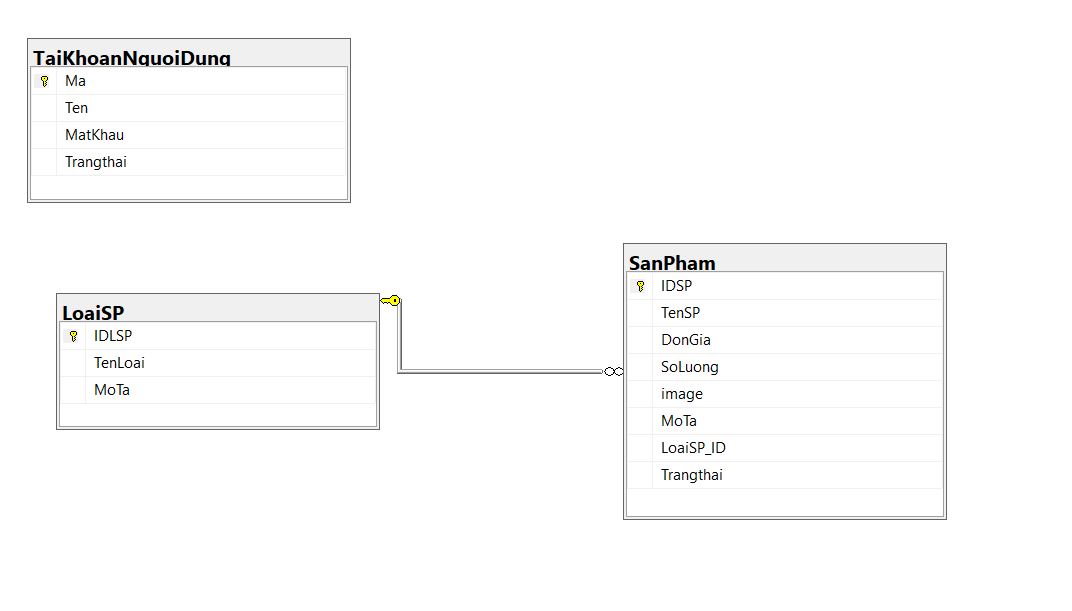 TaiKhoanNguoiDung
Ma
Ten
MatKhau
Trangthai
LoaiSP
IDLSP
TenLoai
MoTa
SanPham
IDSP
TenSP
DonGia
SoLuong
image
MoTa
LoaiSP_ID
Trangthai